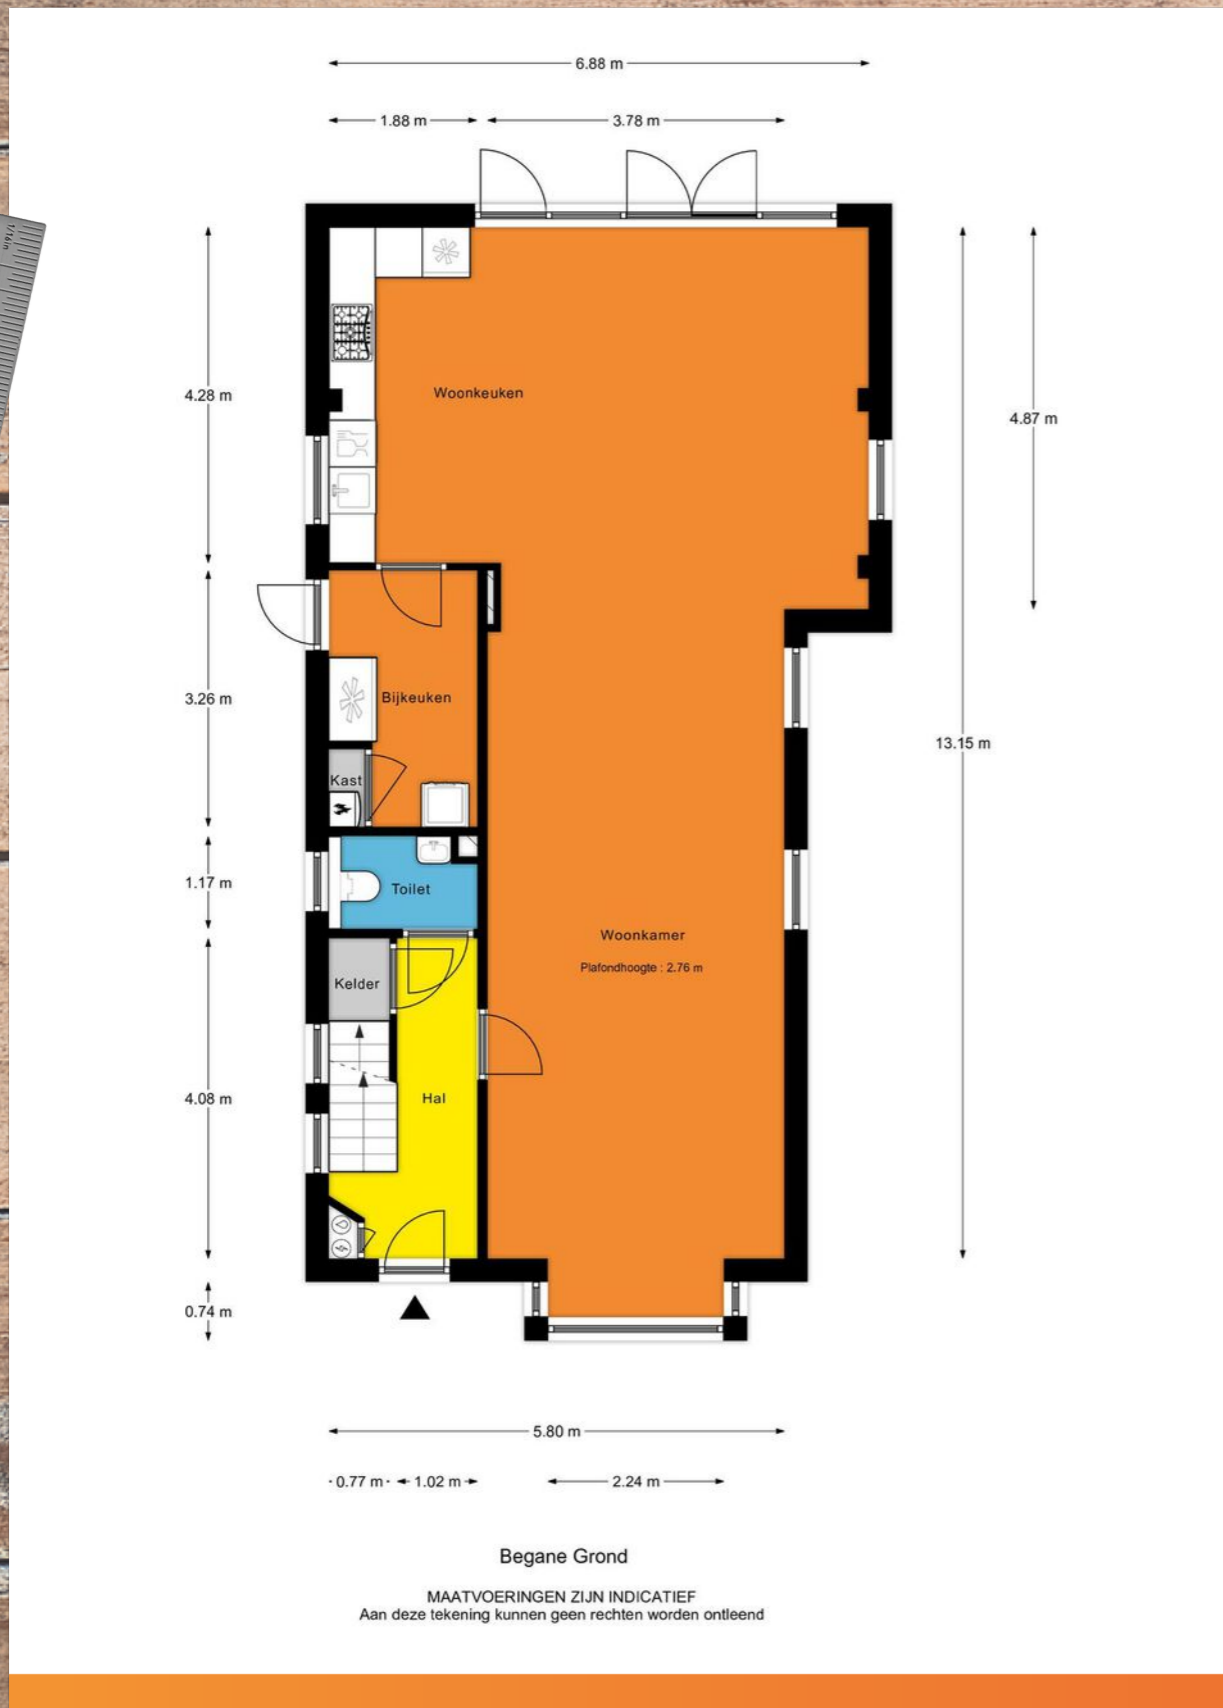 6.88 m
1.88 m
3.78 m
1/16in
4.28 m
Woonkeuken
4.87 m
3.26 m
Bijkeuken
13.15 m
Kast
1.17 m
Toilet
Woonkamer
Plafondhoogte : 2.76 m
Kelder
4.08 m
Hal
0.74 m
5.80 m
0.77 m
1.02 m
2.24 m
Begane Grond
MAATVOERINGEN ZIJN INDICATIEF
Aan deze tekening kunnen geen rechten worden ontleend